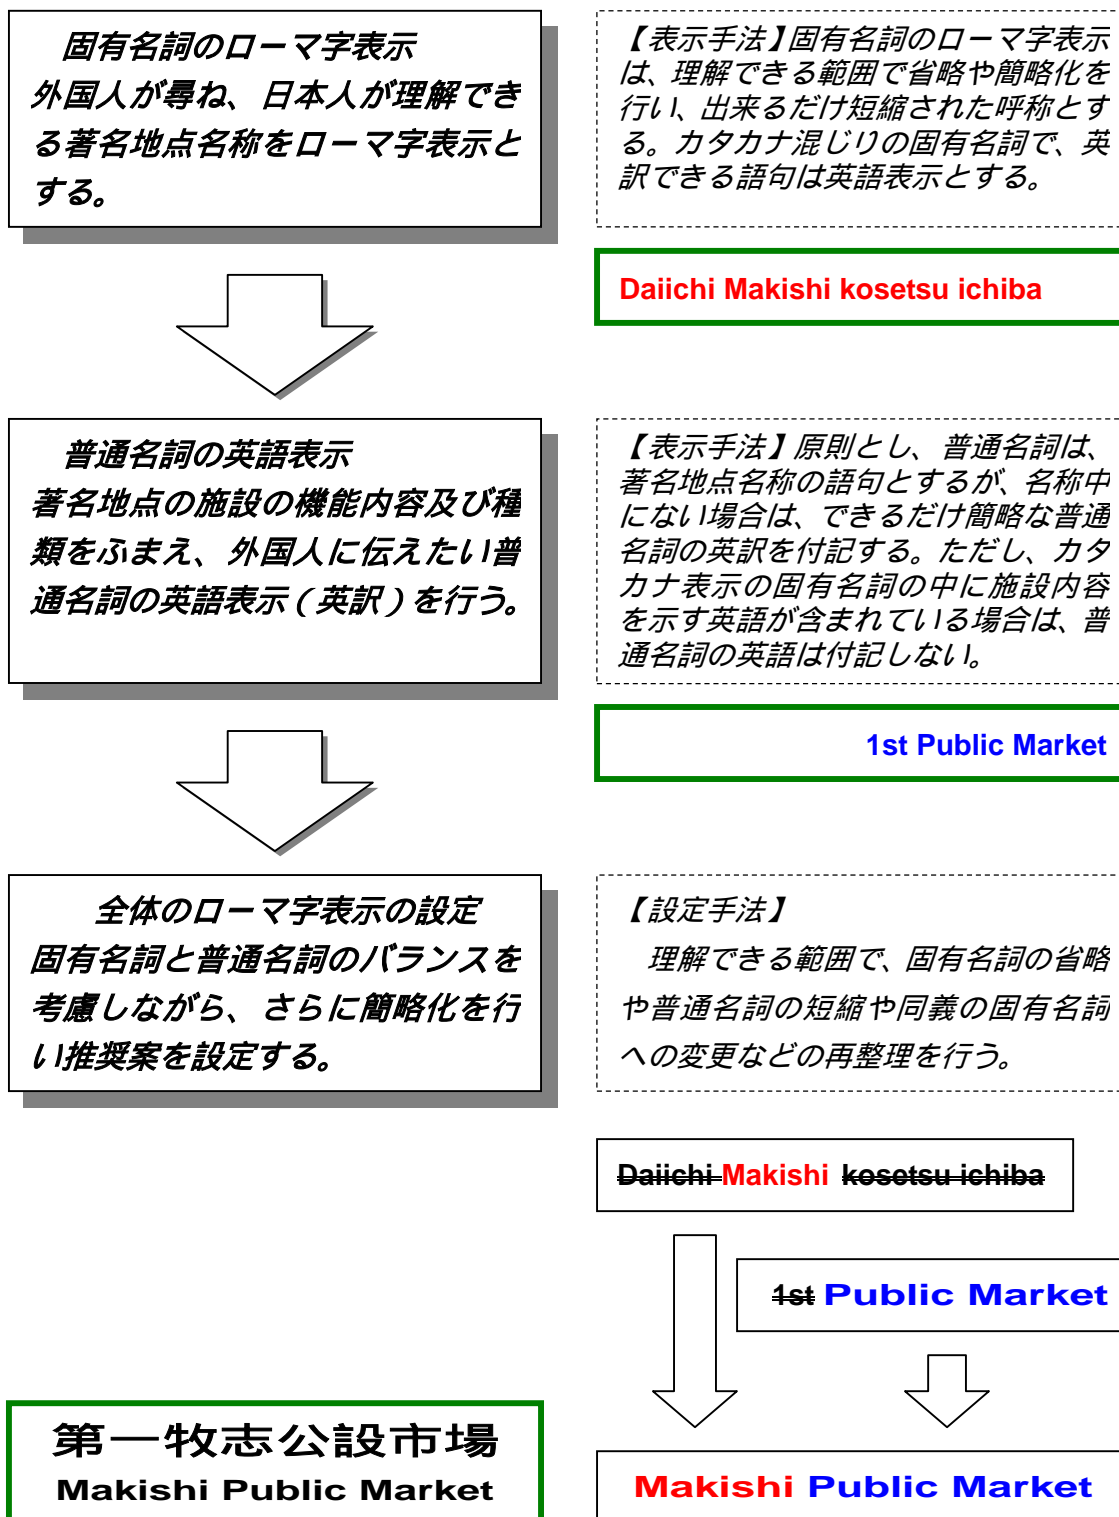 固有名詞のローマ字表示
外国人が尋ね、日本人が理解でき
る著名地点名称をローマ字表示と
する。
【表示手法】固有名詞のローマ字表示
は、理解できる範囲で省略や簡略化を
行い、出来るだけ短縮された呼称とす
る。カタカナ混じりの固有名詞で、英
訳できる語句は英語表示とする。
Daiichi Makishi kosetsu ichiba
普通名詞の英語表示
著名地点の施設の機能内容及び種
類をふまえ、外国人に伝えたい普
通名詞の英語表示（英訳）を行う。
【表示手法】原則とし、普通名詞は、
著名地点名称の語句とするが、名称中
にない場合は、できるだけ簡略な普通
名詞の英訳を付記する。ただし、カタ
カナ表示の固有名詞の中に施設内容
を示す英語が含まれている場合は、普
通名詞の英語は付記しない。
1st Public Market
全体のローマ字表示の設定
固有名詞と普通名詞のバランスを
考慮しながら、さらに簡略化を行
い推奨案を設定する。
【設定手法】
理解できる範囲で、固有名詞の省略
や普通名詞の短縮や同義の固有名詞
への変更などの再整理を行う。
Daiichi Makishi kosetsu ichiba
1st Public Market
第一牧志公設市場
Makishi Public Market
Makishi Public Market